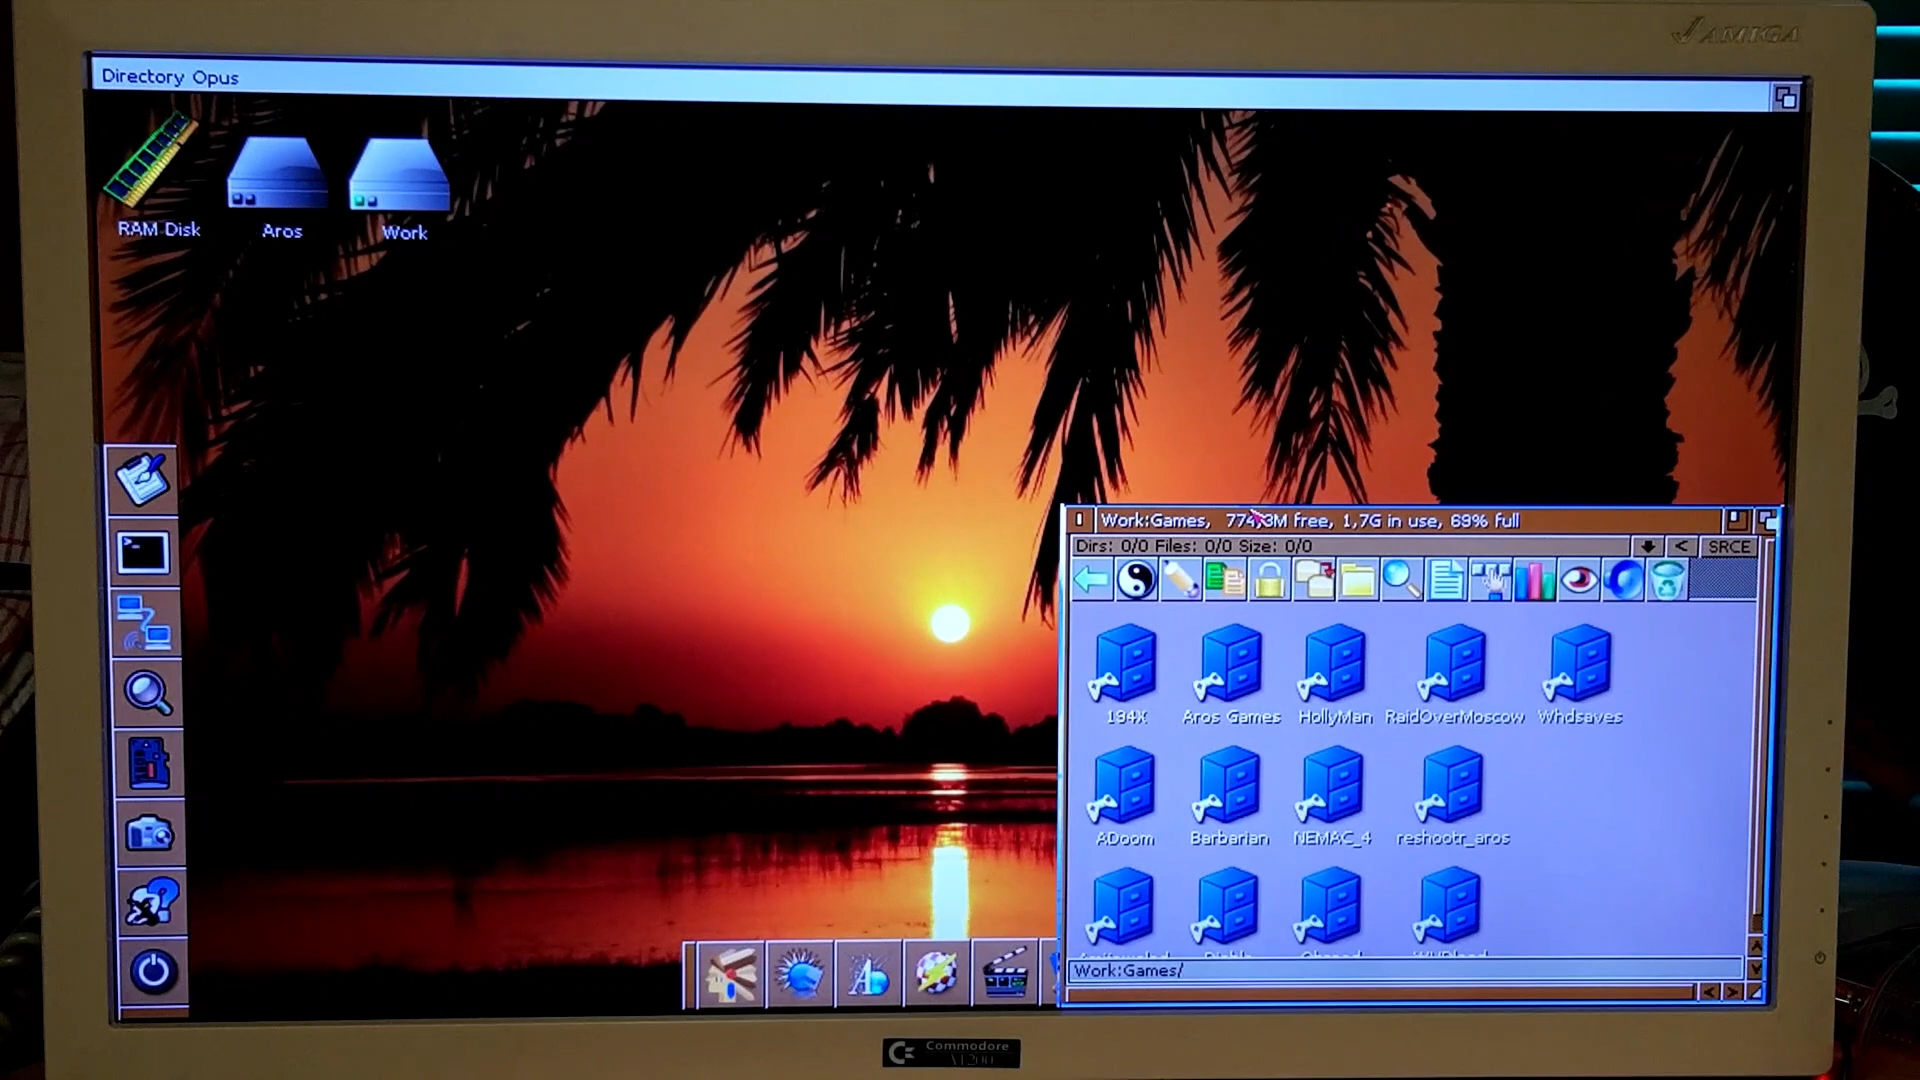 AMIGA
Directory Opus
RAM Disk
Aros
Work
Work:Games, 774,3M free, 1,7G in use, 69% full
Dirs: 0/0 Files: 0/0 Size: 0/0
SRCE
194X
Aros Games
HollyMan
RaidOverMoscow
Whdsaves
ADoom
Barbarian
NEMAC_4
reshootr_aros
Work:Games/
Commodore
A1200